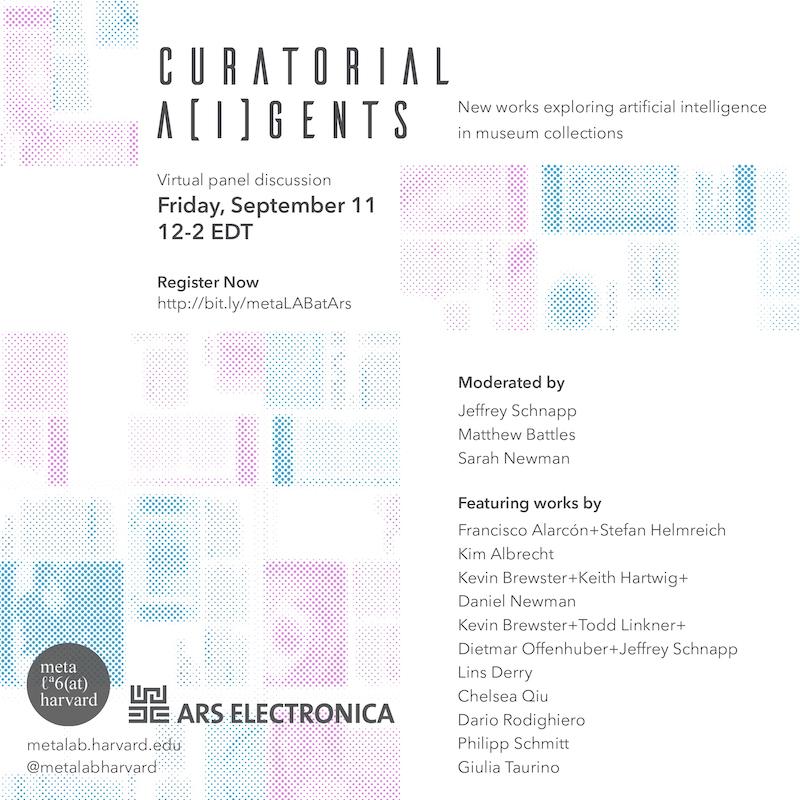 CURATORIAL
A[I]GENTS
New works exploring artificial intelligence
in museum collections
Virtual panel discussion
Friday, September 11
12-2 EDT
Register Now
http://bit.ly/metaLABatArs
Moderated by
Jeffrey Schnapp
Matthew Battles
Sarah Newman
Featuring works by
Francisco Alarcón+Stefan Helmreich
Kim Albrecht
Kevin Brewster+Keith Hartwig+
Daniel Newman
Kevin Brewster+Todd Linkner+
Dietmar Offenhuber+Jeffrey Schnapp
Lins Derry
Chelsea Qiu
Dario Rodighiero
Philipp Schmitt
Giulia Taurino
meta
ℓª6(at)
harvard
ARS ELECTRONICA
metalab.harvard.edu
@metalabharvard